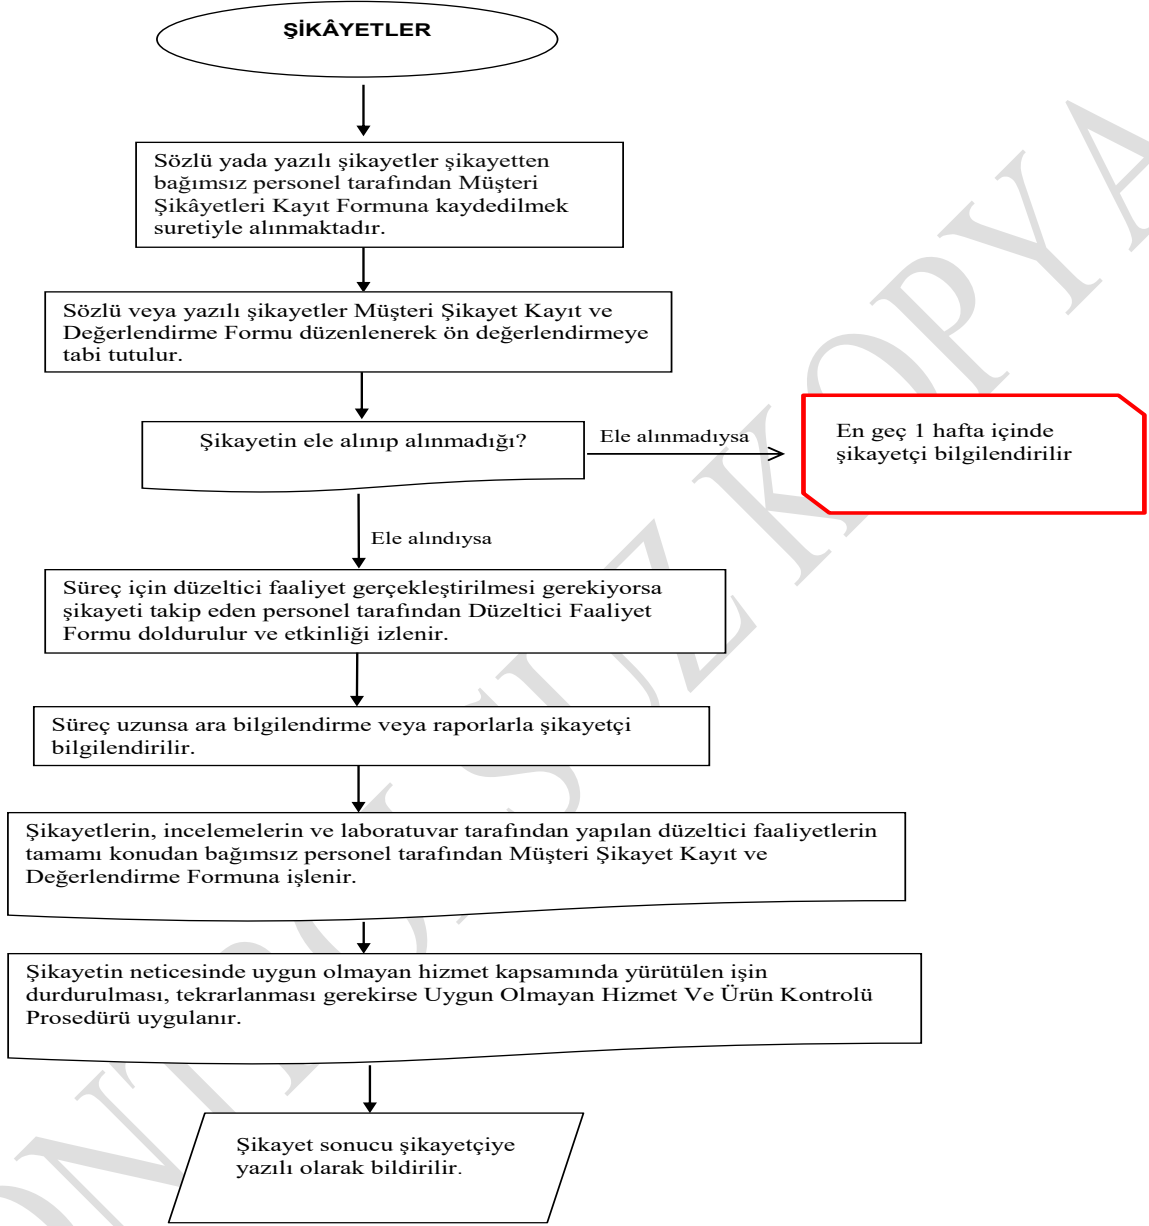 ŞİKÂYETLER
Sözlü yada yazılı şikayetler şikayetten
bağımsız personel tarafından Müşteri
Şikâyetleri Kayıt Formuna kaydedilmek
suretiyle alınmaktadır.
Sözlü veya yazılı şikayetler Müşteri Şikayet Kayıt ve
Değerlendirme Formu düzenlenerek ön değerlendirmeye
tabi tutulur.
Şikayetin ele alınıp alınmadığı?
Ele alınmadıysa
En geç 1 hafta içinde
şikayetçi bilgilendirilir
Ele alındıysa
Süreç için düzeltici faaliyet gerçekleştirilmesi gerekiyorsa
şikayeti takip eden personel tarafından Düzeltici Faaliyet
Formu doldurulur ve etkinliği izlenir.
Süreç uzunsa ara bilgilendirme veya raporlarla şikayetçi
bilgilendirilir.
Şikayetlerin, incelemelerin ve laboratuvar tarafından yapılan düzeltici faaliyetlerin
tamamı konudan bağımsız personel tarafından Müşteri Şikayet Kayıt ve
Değerlendirme Formuna işlenir.
Şikayetin neticesinde uygun olmayan hizmet kapsamında yürütülen işin
durdurulması, tekrarlanması gerekirse Uygun Olmayan Hizmet Ve Ürün Kontrolü
Prosedürü uygulanır.
Şikayet sonucu şikayetçiye
yazılı olarak bildirilir.
SUZ KOPYA